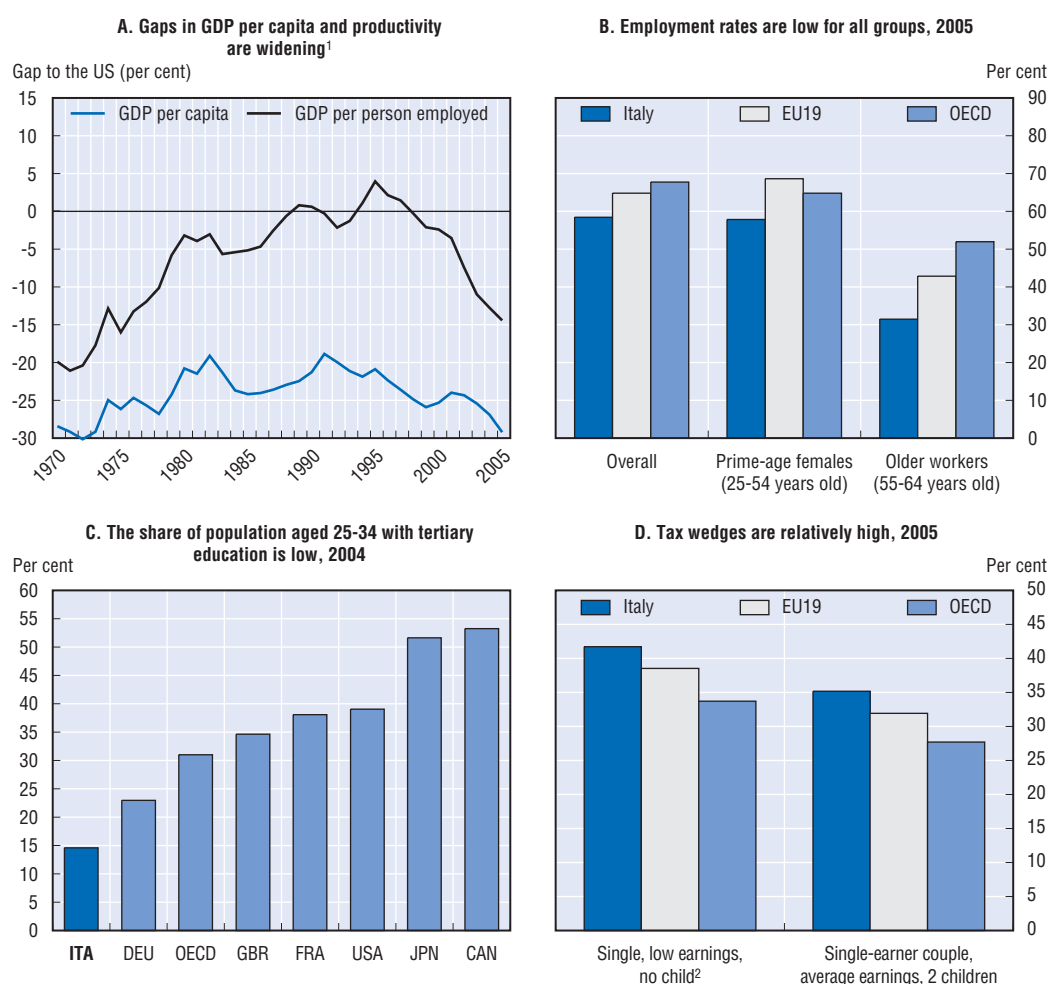 A. Gaps in GDP per capita and productivity
are widening1
Gap to the US (per cent)
GDP per capita
GDP per person employed
15
10
5
0
-5
-10
-15
-20
-25
-30
1970
1975
1980
1985
1990
1995
2000
2005
B. Employment rates are low for all groups, 2005
Per cent
Italy
EU19
OECD
90
80
70
60
50
40
30
20
10
0
Overall
Prime-age females
(25-54 years old)
Older workers
(55-64 years old)
C. The share of population aged 25-34 with tertiary
education is low, 2004
Per cent
60
55
50
45
40
35
30
25
20
15
10
5
0
ITA
DEU
OECD
GBR
FRA
USA
JPN
CAN
D. Tax wedges are relatively high, 2005
Per cent
Italy
EU19
OECD
50
45
40
35
30
25
20
15
10
5
0
Single, low earnings,
no child2
Single-earner couple,
average earnings, 2 children